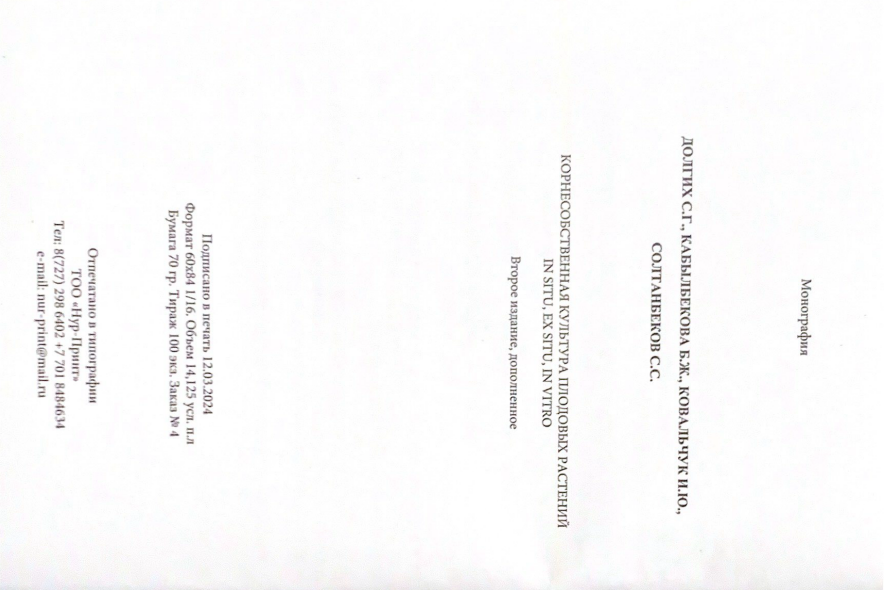 Монография
ДОЛГИХ С.Г., КАБЫЛБЕКОВА Б.Ж., КОВАЛЬЧУК И.Ю.,
СОЛТАНБЕКОВ С.С.
КОРНЕСОБСТВЕННАЯ КУЛЬТУРА ПЛОДОВЫХ РАСТЕНИЙ
IN SITU, EX SITU, IN VITRO
Второе издание, дополненное
Подписано в печать 12.03.2024
Формат 60х84 1/16. Объем 14,125 усл. п.л
Бумага 70 гр. Тираж 100 экз. Заказ № 4
Отпечатано в типографии
ТОО «Нур-Принт»
Тел: 8(727) 298 6402 +7 701 8484634
e-mail: nur-print@mail.ru